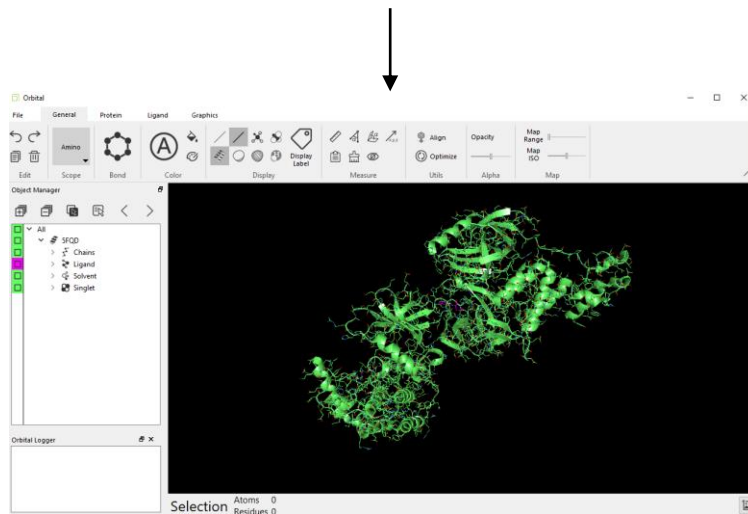 Orbital
File General Protein Ligand Graphics
Amino
Display Label
Align
Optimize
Opacity
Map Range
Map ISO
Edit Scope Bond Color Display Measure Utils Alpha Map
Object Manager
All
5FQD
Chains
Ligand
Solvent
Singlet
Orbital Logger
Selection Atoms 0
Residues 0